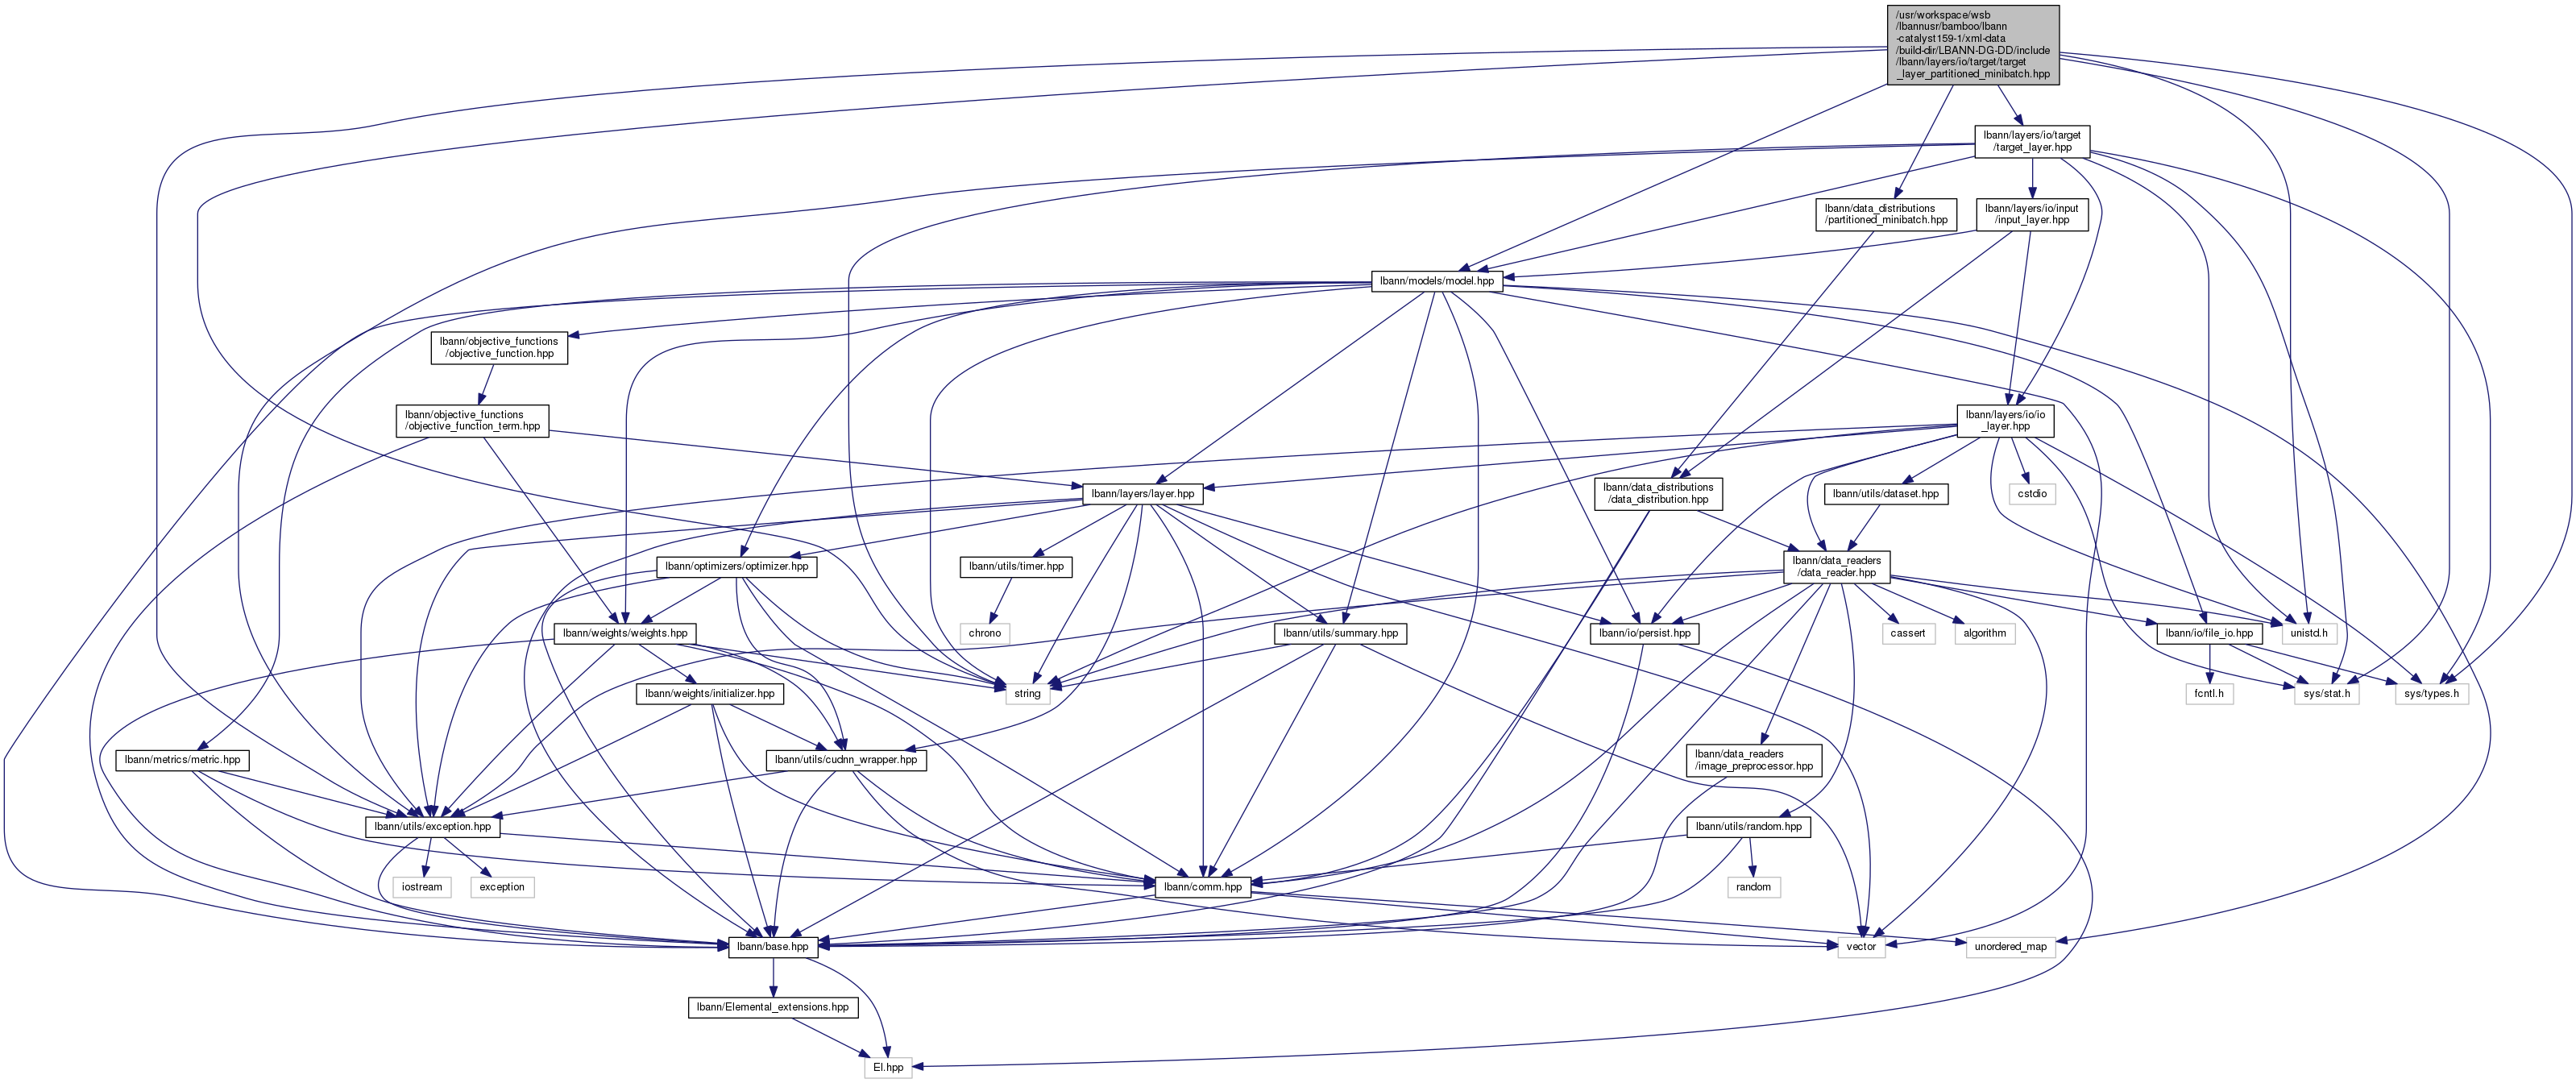 /usr/workspace/wsb
/lbannusr/bamboo/lbann
-catalyst159-1/xml-data
/build-dir/LBANN-DG-DD/include
/lbann/layers/io/target/target
_layer_partitioned_minibatch.hpp
lbann/layers/io/target
/target_layer.hpp
lbann/data_distributions
/partitioned_minibatch.hpp
lbann/layers/io/input
/input_layer.hpp
lbann/models/model.hpp
lbann/objective_functions
/objective_function.hpp
lbann/objective_functions
/objective_function_term.hpp
lbann/layers/io/io
_layer.hpp
lbann/layers/layer.hpp
lbann/data_distributions
/data_distribution.hpp
lbann/utils/dataset.hpp
cstdio
lbann/optimizers/optimizer.hpp
lbann/utils/timer.hpp
lbann/data_readers
/data_reader.hpp
lbann/weights/weights.hpp
chrono
lbann/utils/summary.hpp
lbann/io/persist.hpp
cassert
algorithm
lbann/io/file_io.hpp
unistd.h
lbann/weights/initializer.hpp
string
fcntl.h
sys/stat.h
sys/types.h
lbann/metrics/metric.hpp
lbann/utils/cudnn_wrapper.hpp
lbann/data_readers
/image_preprocessor.hpp
lbann/utils/exception.hpp
lbann/utils/random.hpp
iostream
exception
lbann/comm.hpp
random
lbann/base.hpp
vector
unordered_map
lbann/Elemental_extensions.hpp
El.hpp